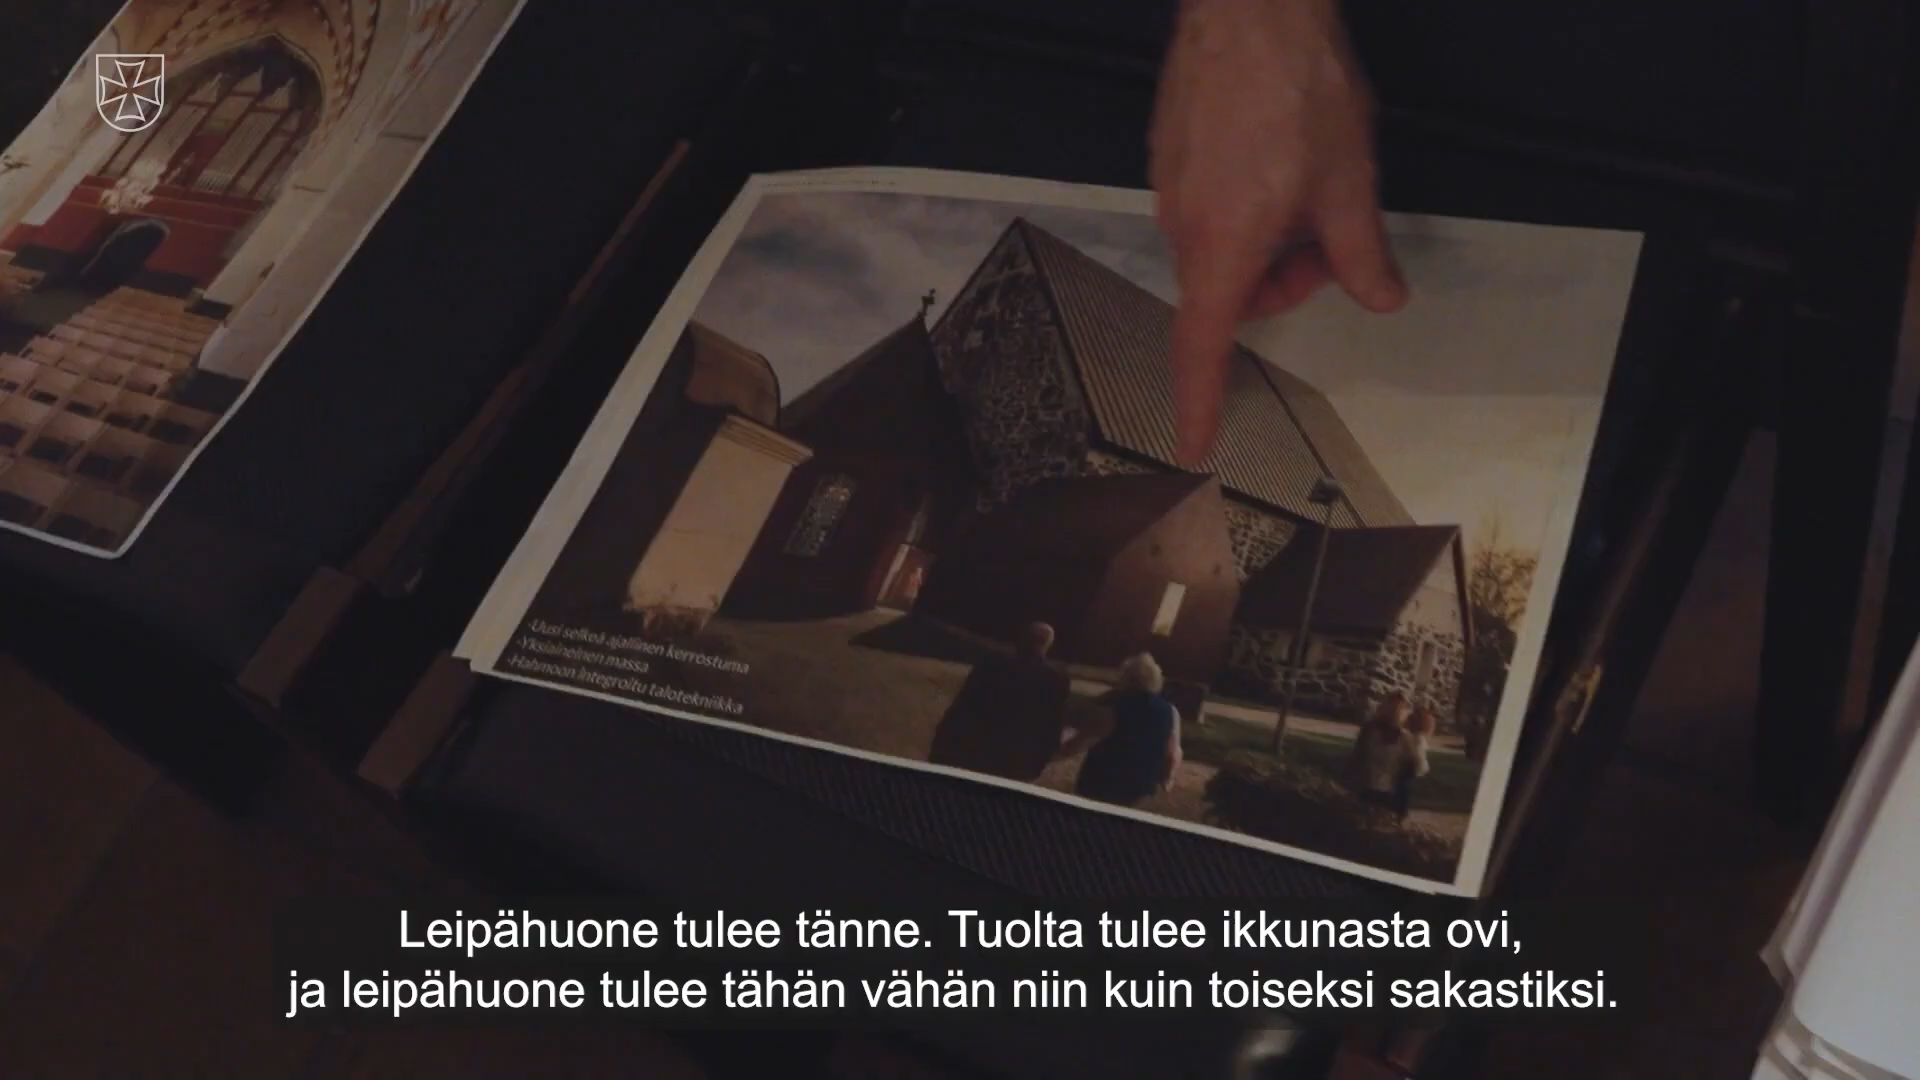 -Uusi selkeä ajallinen kerrostuma
-Yksiaineinen massa
-Hahmoon integroitu talotekniikka
Leipähuone tulee tänne. Tuolta tulee ikkunasta ovi,
ja leipähuone tulee tähän vähän niin kuin toiseksi sakastiksi.